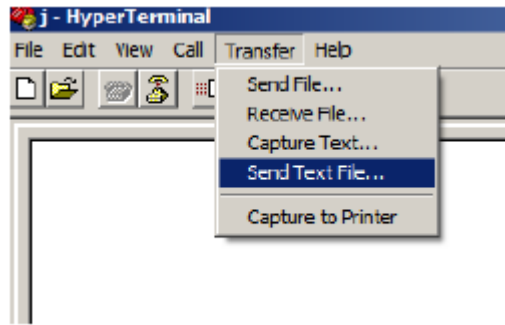 j - HyperTerminal
File Edit View Call Transfer Help
Send File...
Receive File...
Capture Text...
Send Text File...
Capture to Printer